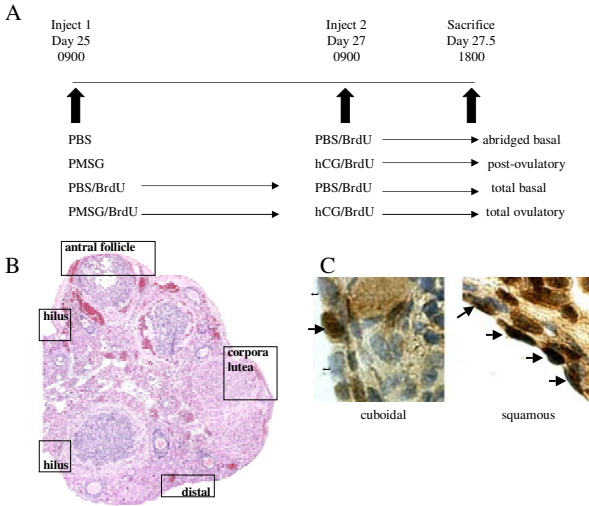 A
Inject 1
Day 25
0900
Inject 2
Day 27
0900
Sacrifice
Day 27.5
1800
PBS PBS/BrdU abridged basal
PMSG hCG/BrdU post-ovulatory
PBS/BrdU PBS/BrdU total basal
PMSG/BrdU hCG/BrdU total ovulatory
B
antral follicle
hilus
corpora
lutea
hilus
distal
C
cuboidal
squamous